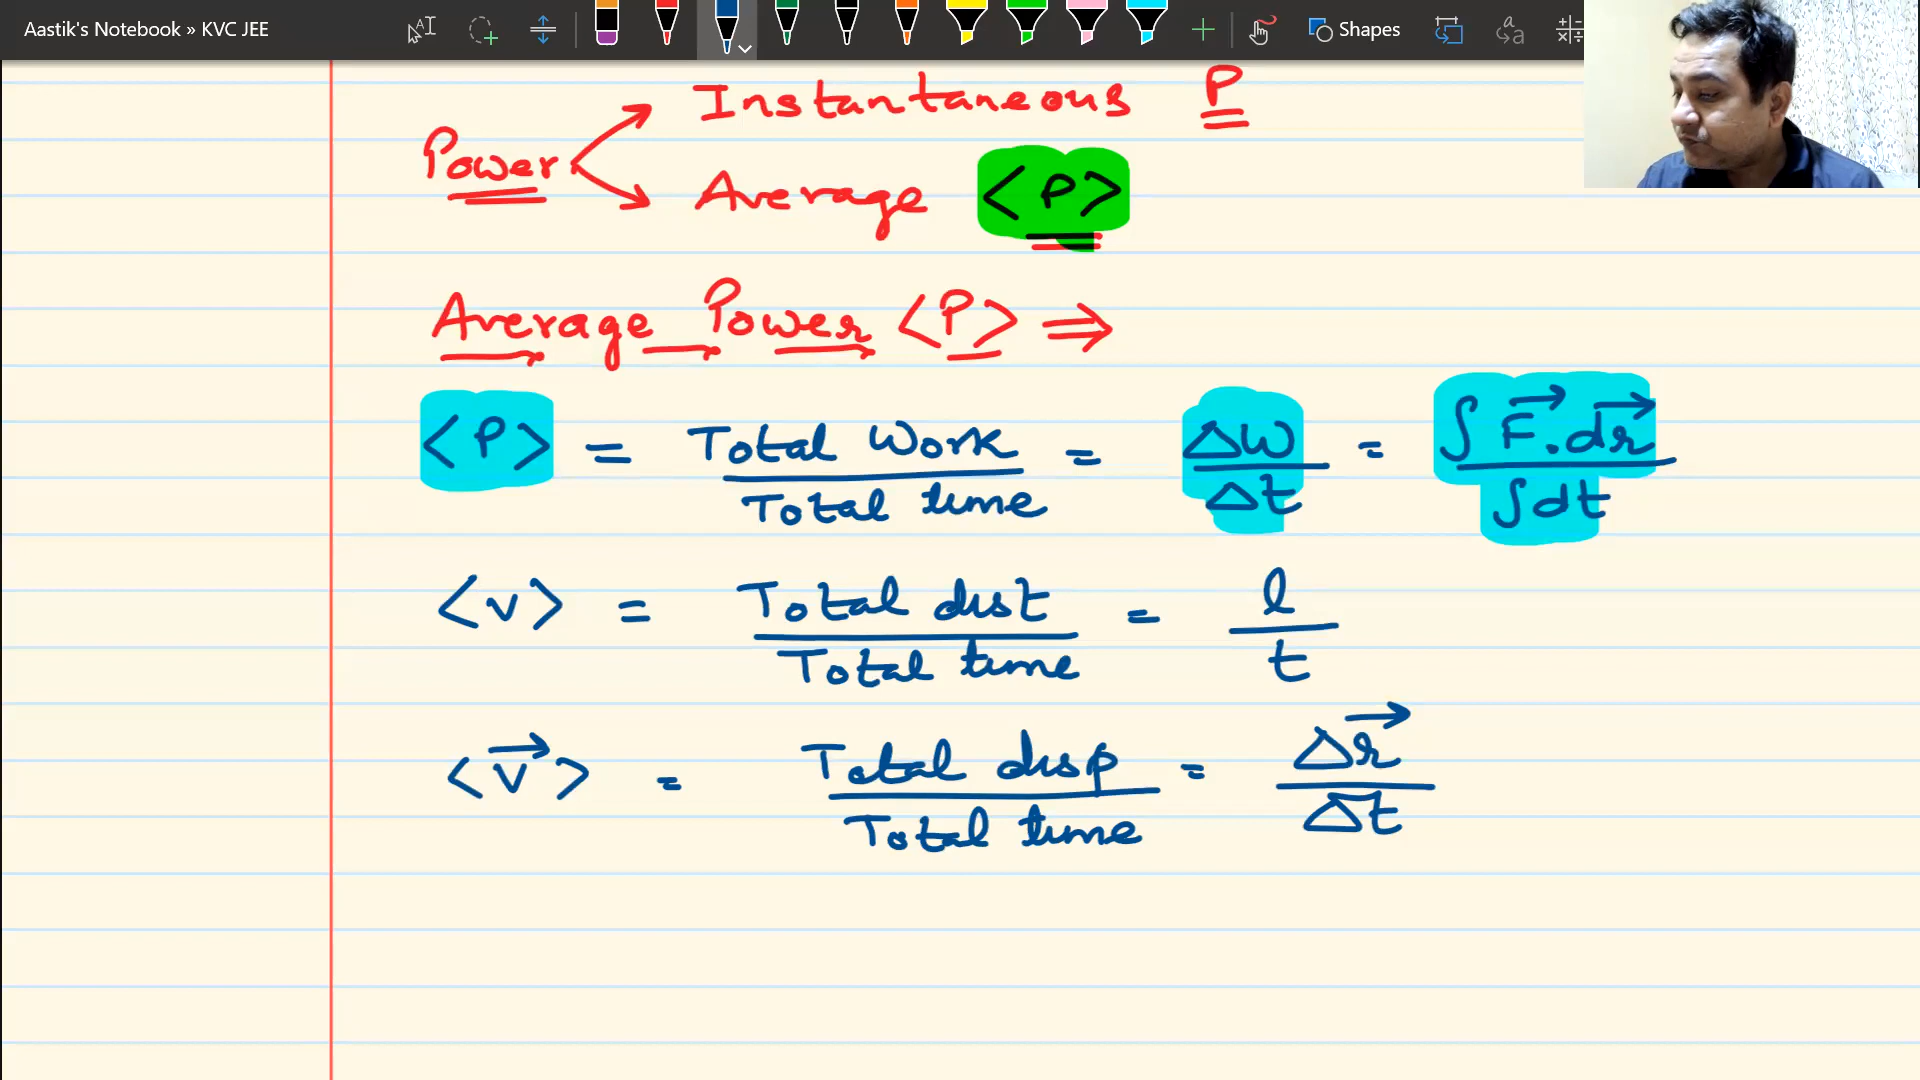 Aastik's Notebook » KVC JEE
Shapes
Instantaneous P
Power
Average <P>
Average Power <P> ⇒
<P> = Total Work / Total time = ΔW / Δt = ∫F⃗.dr⃗ / ∫dt
<v> = Total dist / Total time = l / t
<v⃗> = Total disp / Total time = Δr⃗ / Δt